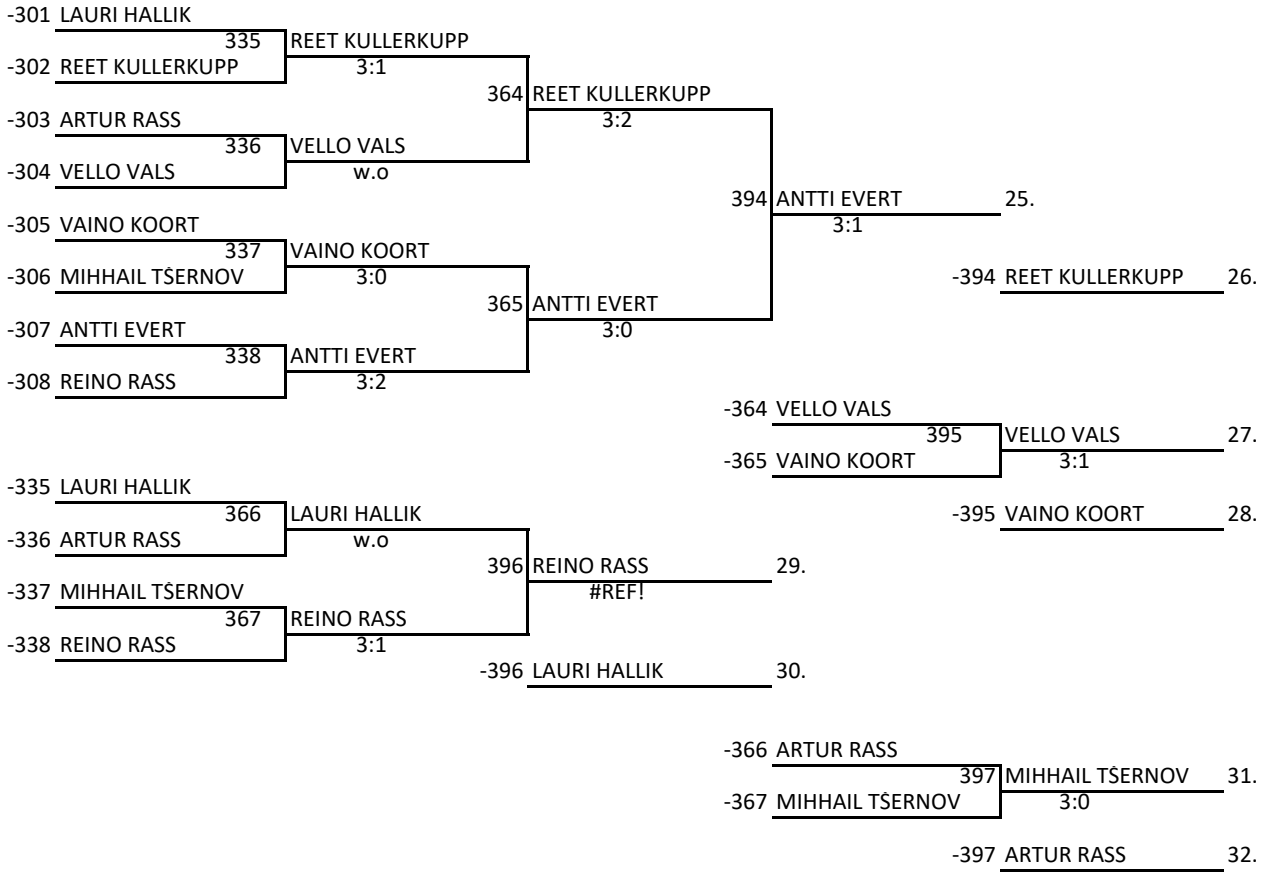 -301 LAURI HALLIK
335 REET KULLERKUPP
-302 REET KULLERKUPP 3:1
364 REET KULLERKUPP
-303 ARTUR RASS 3:2
336 VELLO VALS
-304 VELLO VALS w.o
394 ANTTI EVERT 25.
-305 VAINO KOORT 3:1
337 VAINO KOORT
-306 MIHHAIL TŠERNOV 3:0 -394 REET KULLERKUPP 26.
365 ANTTI EVERT
-307 ANTTI EVERT 3:0
338 ANTTI EVERT
-308 REINO RASS 3:2
-364 VELLO VALS
395 VELLO VALS 27.
-365 VAINO KOORT 3:1
-335 LAURI HALLIK
366 LAURI HALLIK -395 VAINO KOORT 28.
-336 ARTUR RASS w.o
396 REINO RASS 29.
-337 MIHHAIL TŠERNOV #REF!
367 REINO RASS
-338 REINO RASS 3:1
-396 LAURI HALLIK 30.
-366 ARTUR RASS
397 MIHHAIL TŠERNOV 31.
-367 MIHHAIL TŠERNOV 3:0
-397 ARTUR RASS 32.